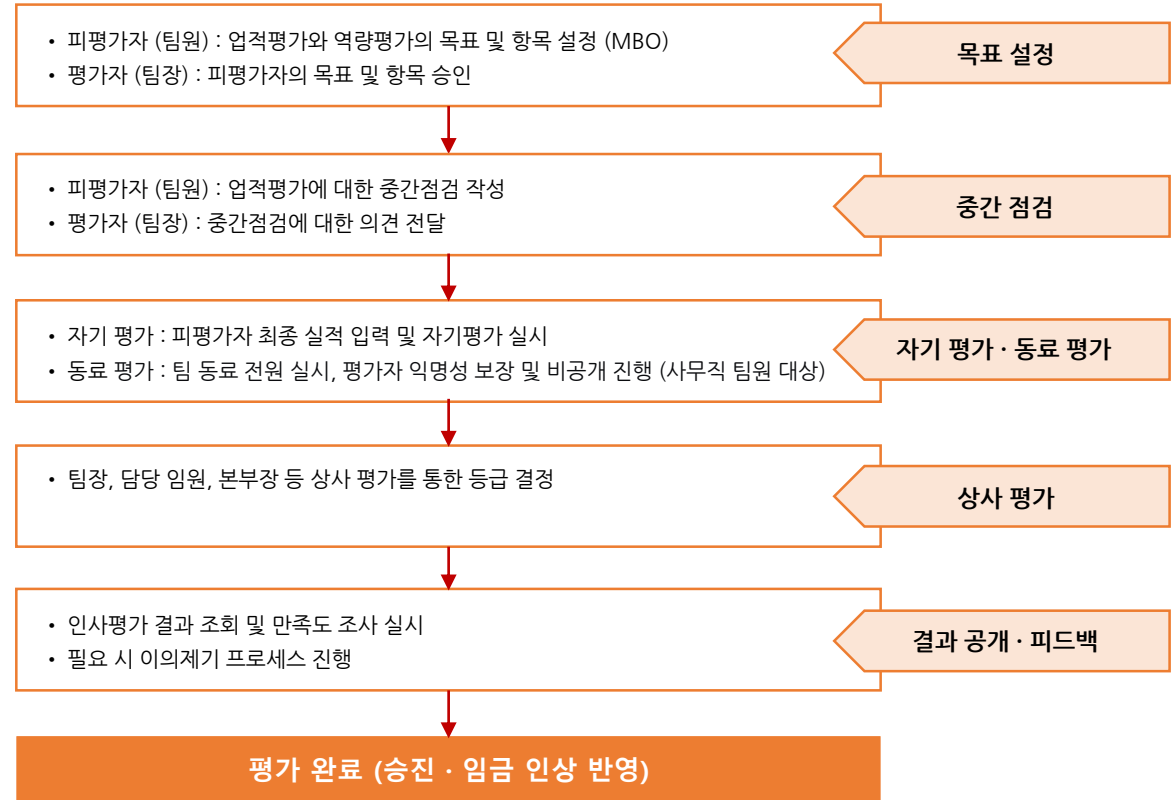 • 피평가자 (팀원) : 업적평가와 역량평가의 목표 및 항목 설정 (MBO)
• 평가자 (팀장) : 피평가자의 목표 및 항목 승인
목표 설정
• 피평가자 (팀원) : 업적평가에 대한 중간점검 작성
• 평가자 (팀장) : 중간점검에 대한 의견 전달
중간 점검
• 자기 평가 : 피평가자 최종 실적 입력 및 자기평가 실시
• 동료 평가 : 팀 동료 전원 실시, 평가자 익명성 보장 및 비공개 진행 (사무직 팀원 대상)
자기 평가 · 동료 평가
• 팀장, 담당 임원, 본부장 등 상사 평가를 통한 등급 결정
상사 평가
• 인사평가 결과 조회 및 만족도 조사 실시
• 필요 시 이의제기 프로세스 진행
결과 공개 · 피드백
평가 완료 (승진 · 임금 인상 반영)